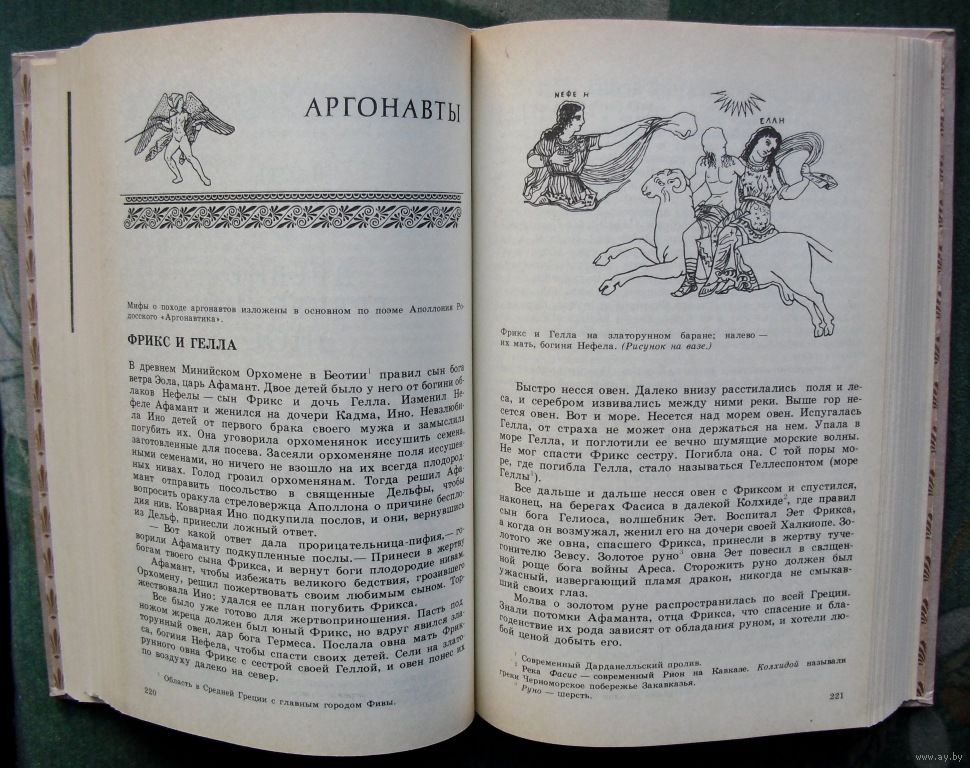 АРГОНАВТЫ
Мифы о походе аргонавтов изложены в основном по поэме Аполлония Ро-
досского «Аргонавтика».
ФРИКС И ГЕЛЛА
В древнем Минийском Орхомене в Беотии¹ правил сын бога
ветра Эола, царь Афамант. Двое детей было у него от богини об-
лаков Нефелы — сын Фрикс и дочь Гелла. Изменил Не-
феле Афамант и женился на дочери Кадма, Ино. Невзлюби-
ла Ино детей от первого брака своего мужа и замыслила
погубить их. Она уговорила орхоменянок иссушить семена,
заготовленные для посева. Засеяли орхоменяне поля иссушен-
ными семенами, но ничего не взошло на их всегда плодород-
ных нивах. Голод грозил орхоменянам. Тогда решил Афа-
мант отправить посольство в священные Дельфы, чтобы
вопросить оракула стреловержца Аполлона о причине беспло-
дия нив. Коварная Ино подкупила послов, и они, вернувшись
из Дельф, принесли ложный ответ.
— Вот какой ответ дала прорицательница-пифия,— го-
ворили Афаманту подкупленные послы.— Принеси в жертву
богам твоего сына Фрикса, и вернут боги плодородие нивам.
Афамант, чтобы избежать великого бедствия, грозившего
Орхомену, решил пожертвовать своим любимым сыном. Тор-
жествовала Ино: удался ее план погубить Фрикса.
Все было уже готово для жертвоприношения. Пасть под
ножом жреца должен был юный Фрикс, но вдруг явился зла-
торунный овен, дар бога Гермеса. Послала овна мать Фрик-
са, богиня Нефела, чтобы спасти своих детей. Сели на злато-
рунного овна Фрикс с сестрой своей Геллой, и овен понес их
по воздуху далеко на север.
¹ Область в Средней Греции с главным городом Фивы.
220
ΝΕΦΕ Η
ΕΛΛΗ
Фрикс и Гелла на златорунном баране; налево —
их мать, богиня Нефела. (Рисунок на вазе.)
Быстро несся овен. Далеко внизу расстилались поля и ле-
са, и серебром извивались между ними реки. Выше гор не-
сется овен. Вот и море. Несется над морем овен. Испугалась
Гелла, от страха не может она держаться на нем. Упала в
море Гелла, и поглотили ее вечно шумящие морские волны.
Не мог спасти Фрикс сестру. Погибла она. С той поры мо-
ре, где погибла Гелла, стало называться Геллеспонтом (море
Геллы¹).
Все дальше и дальше несся овен с Фриксом и спустился,
наконец, на берегах Фасиса в далекой Колхиде², где правил
сын бога Гелиоса, волшебник Эет. Воспитал Эет Фрикса,
а когда он возмужал, женил его на дочери своей Халкиопе. Зо-
лотого же овна, спасшего Фрикса, принесли в жертву туче-
гонителю Зевсу. Золотое руно³ овна Эет повесил в священ-
ной роще бога войны Ареса. Сторожить руно должен был
ужасный, извергающий пламя дракон, никогда не смыкав-
ший своих глаз.
Молва о золотом руне распространилась по всей Греции.
Знали потомки Афаманта, отца Фрикса, что спасение и бла-
годенствие их рода зависят от обладания руном, и хотели лю-
бой ценой добыть его.
¹ Современный Дарданелльский пролив.
² Река Фасис — современный Рион на Кавказе. Колхидой называли
греки Черноморское побережье Закавказья.
³ Руно — шерсть.
221
www.ay.by